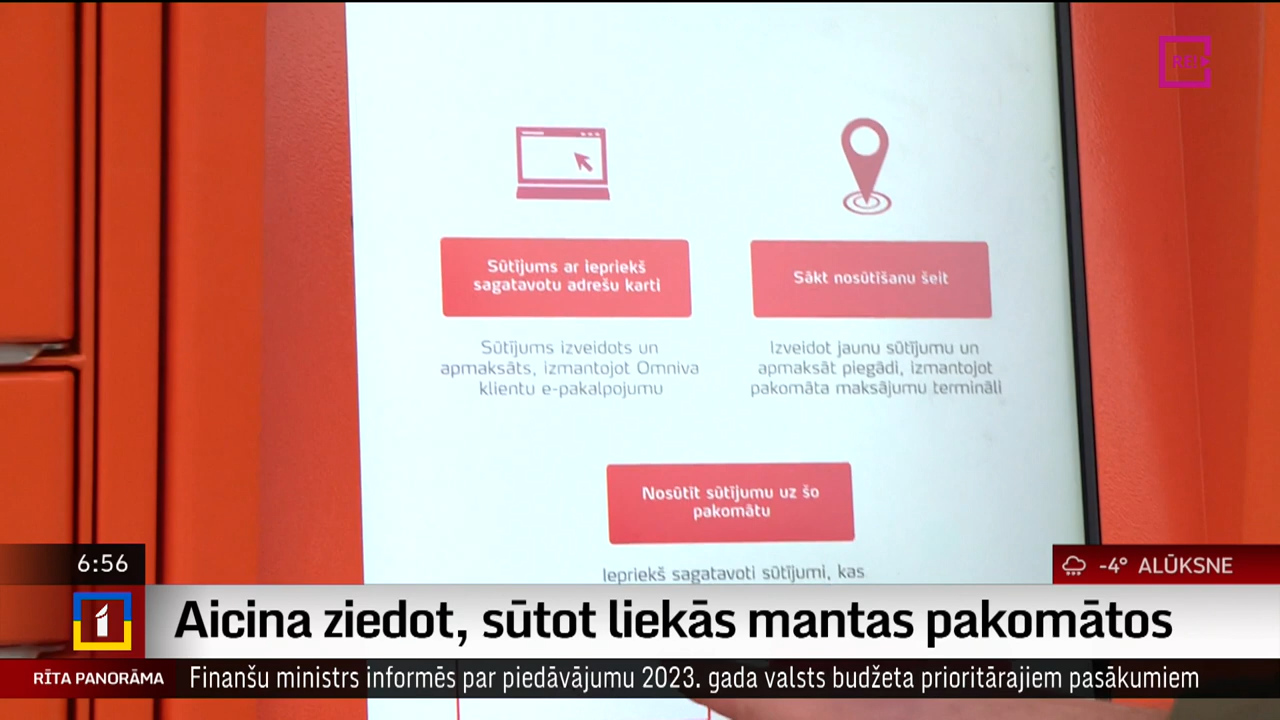 Sūtījums ar iepriekš
sagatavotu adrešu karti
Sākt nosūtīšanu šeit
Sūtījums izveidots un
apmaksāts, izmantojot Omniva
klientu e-pakalpojumu
Izveidot jaunu sūtījumu un
apmaksāt piegādi, izmantojot
pakomāta maksājumu termināli
Nosūtīt sūtījumu uz šo
pakomātu
Iepriekš sagatavoti sūtījumi, kas
6:56
-4° ALŪKSNE
1
Aicina ziedot, sūtot liekās mantas pakomātos
RĪTA PANORĀMA
Finanšu ministrs informēs par piedāvājumu 2023. gada valsts budžeta prioritārajiem pasākumiem